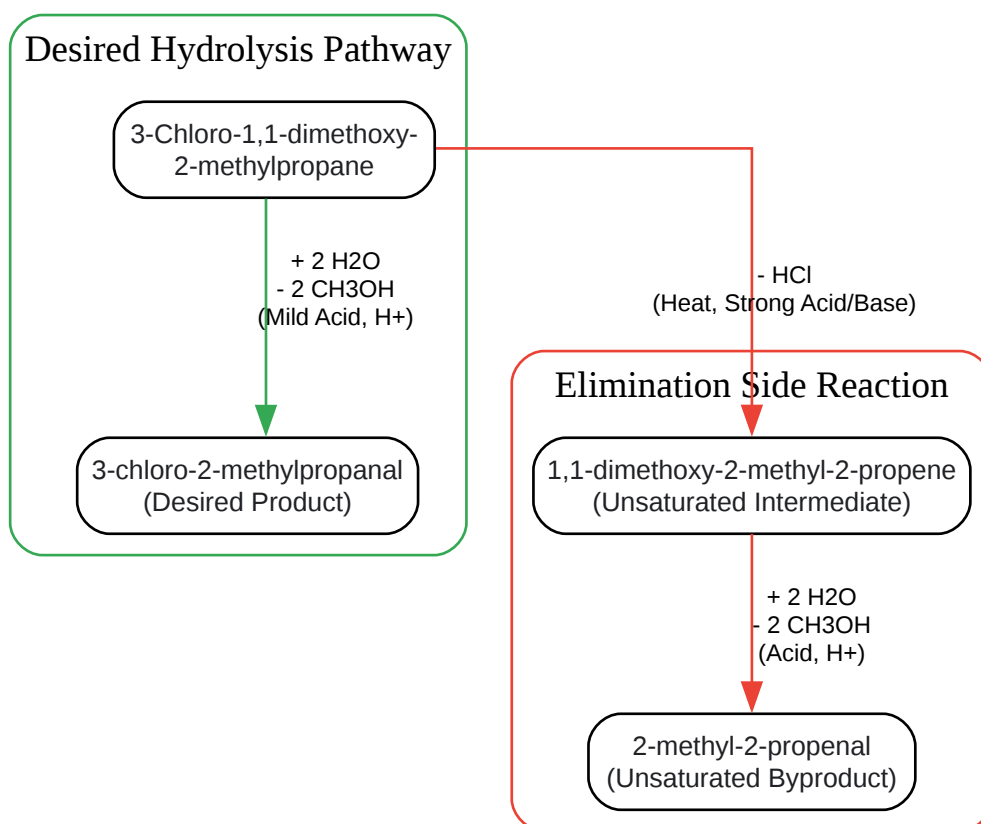 Desired Hydrolysis Pathway
3-Chloro-1,1-dimethoxy-
2-methylpropane
+ 2 H2O
- 2 CH3OH
(Mild Acid, H+)
3-chloro-2-methylpropanal
(Desired Product)
- HCl
(Heat, Strong Acid/Base)
Elimination Side Reaction
1,1-dimethoxy-2-methyl-2-propene
(Unsaturated Intermediate)
+ 2 H2O
- 2 CH3OH
(Acid, H+)
2-methyl-2-propenal
(Unsaturated Byproduct)